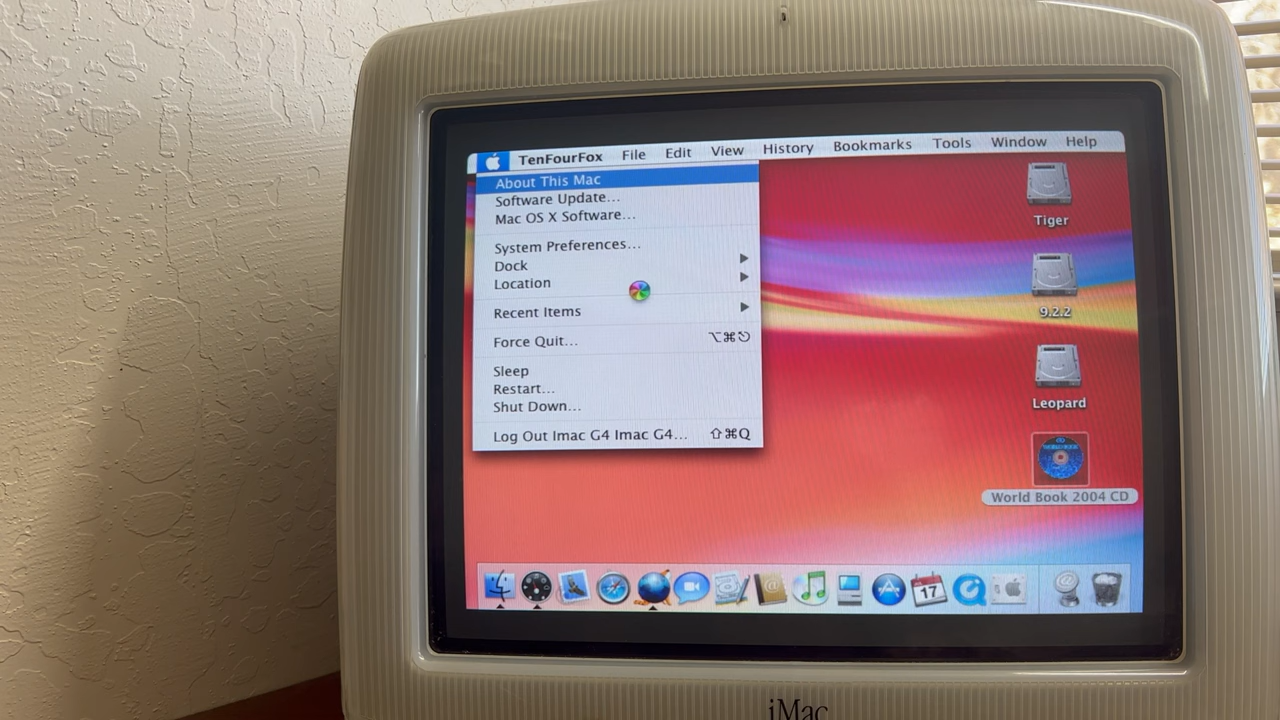 TenFourFox File Edit View History Bookmarks Tools Window Help
About This Mac
Software Update...
Mac OS X Software...
System Preferences...
Dock
Location
Recent Items
Force Quit... ⌥⌘⎋
Sleep
Restart...
Shut Down...
Log Out Imac G4 Imac G4... ⇧⌘Q
Tiger
9.2.2
Leopard
World Book 2004 CD
17
iMac